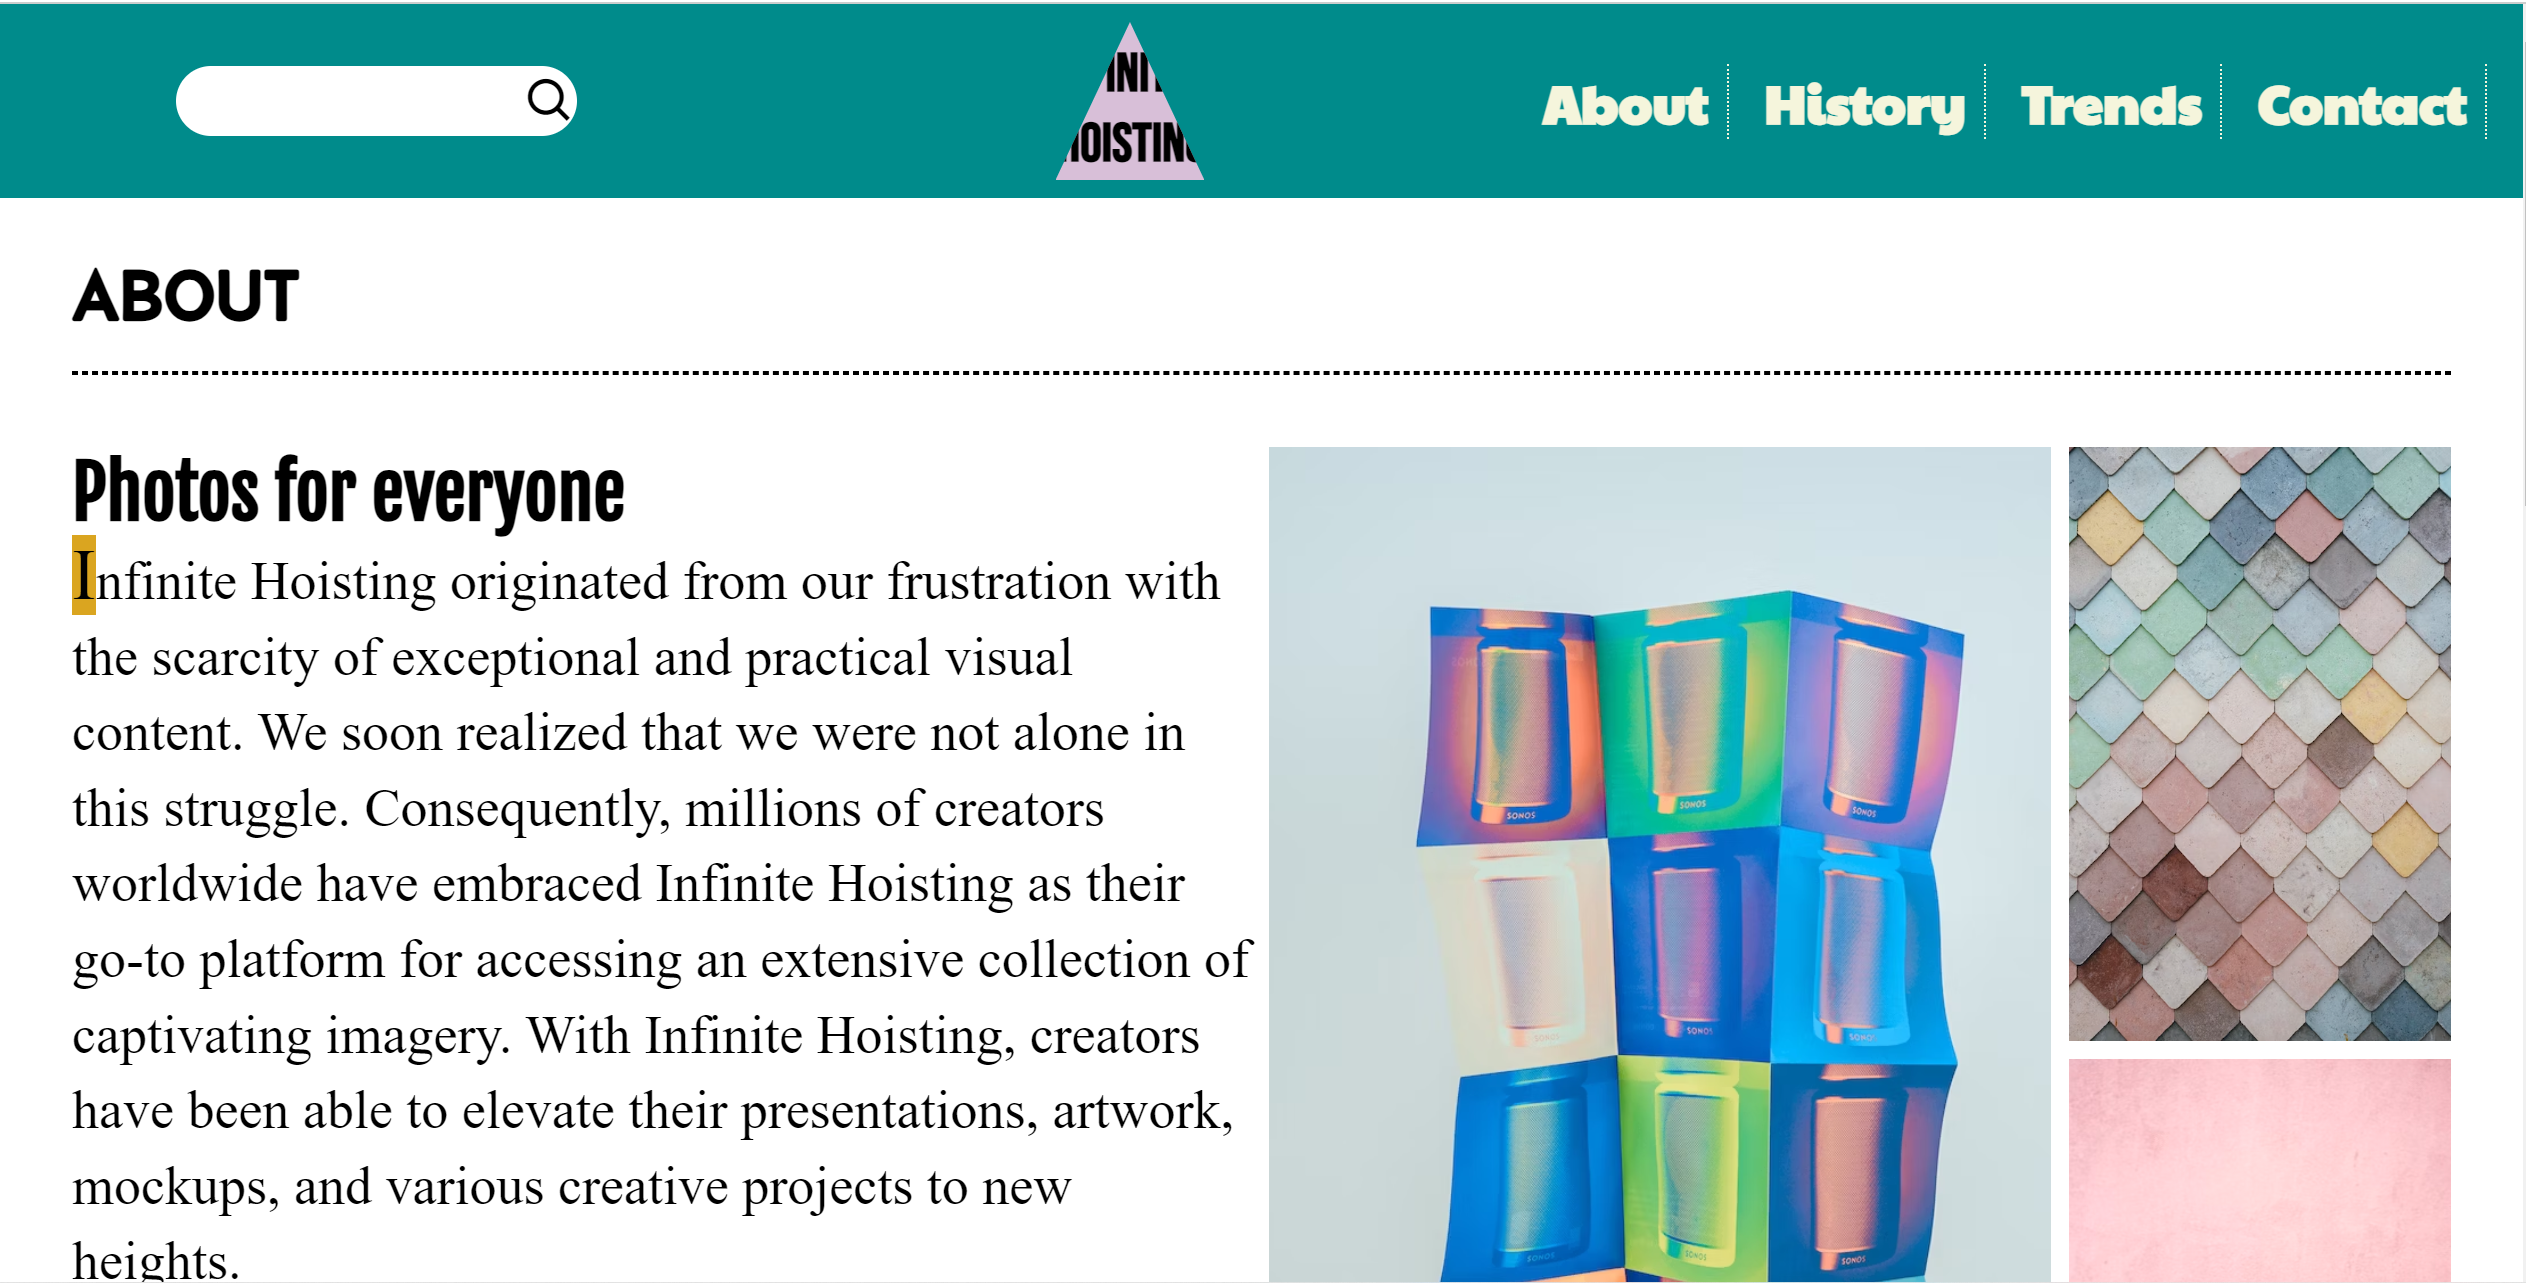 INI
HOISTING
About
History
Trends
Contact
ABOUT
Photos for everyone
Infinite Hoisting originated from our frustration with
the scarcity of exceptional and practical visual
content. We soon realized that we were not alone in
this struggle. Consequently, millions of creators
worldwide have embraced Infinite Hoisting as their
go-to platform for accessing an extensive collection of
captivating imagery. With Infinite Hoisting, creators
have been able to elevate their presentations, artwork,
mockups, and various creative projects to new
heights.
SONOS
SONOS
SONOS
SONOS
SONOS
SONOS
SONOS
SONOS
SONOS